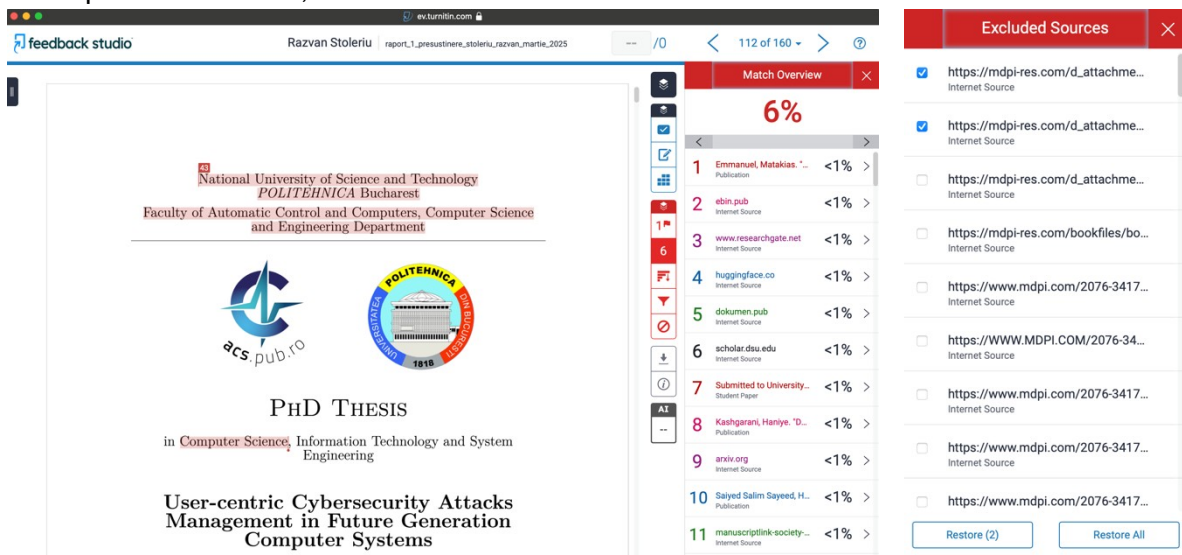 ev.turnitin.com
feedback studio
Razvan Stoleriu
raport_1_presustinere_stoleriu_razvan_martie_2025
-- /0
112 of 160
43
National University of Science and Technology
POLITEHNICA Bucharest
Faculty of Automatic Control and Computers, Computer Science
and Engineering Department
acs.pub.ro
UNIVERSITATEA POLITEHNICA DIN BUCURESTI
1818
PHD THESIS
in Computer Science, Information Technology and System
Engineering
User-centric Cybersecurity Attacks
Management in Future Generation
Computer Systems
1
6
AI
--
Match Overview
6%
1 Emmanuel, Matakias. "... <1%
Publication
2 ebin.pub <1%
Internet Source
3 www.researchgate.net <1%
Internet Source
4 huggingface.co <1%
Internet Source
5 dokumen.pub <1%
Internet Source
6 scholar.dsu.edu <1%
Internet Source
7 Submitted to University... <1%
Student Paper
8 Kashgarani, Haniye. "D... <1%
Publication
9 arxiv.org <1%
Internet Source
10 Saiyed Salim Sayeed, H... <1%
Publication
11 manuscriptlink-society-... <1%
Internet Source
Excluded Sources
https://mdpi-res.com/d_attachme...
Internet Source
https://mdpi-res.com/d_attachme...
Internet Source
https://mdpi-res.com/d_attachme...
Internet Source
https://mdpi-res.com/bookfiles/bo...
Internet Source
https://www.mdpi.com/2076-3417...
Internet Source
https://WWW.MDPI.COM/2076-34...
Internet Source
https://www.mdpi.com/2076-3417...
Internet Source
https://www.mdpi.com/2076-3417...
Internet Source
https://www.mdpi.com/2076-3417...
Restore (2)
Restore All